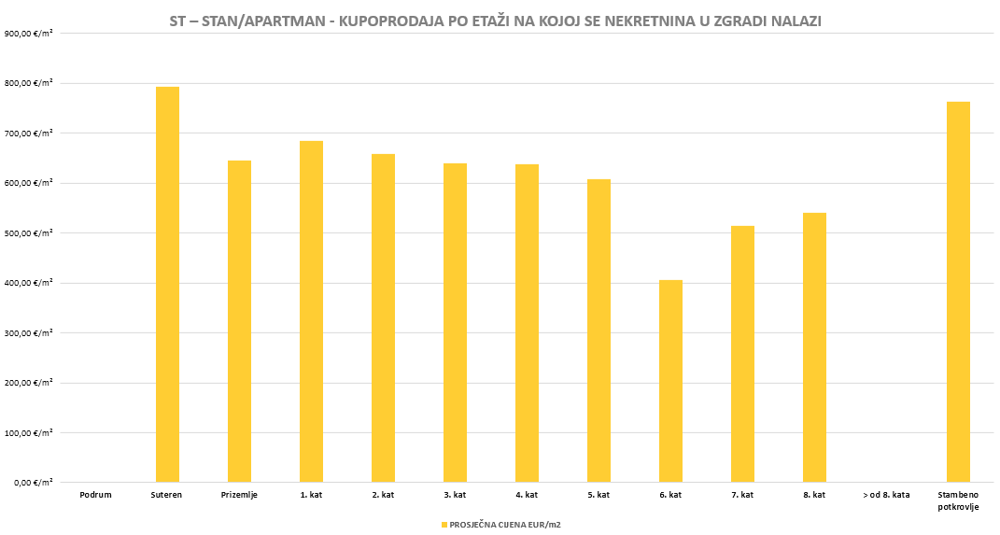 ST – STAN/APARTMAN - KUPOPRODAJA PO ETAŽI NA KOJOJ SE NEKRETNINA U ZGRADI NALAZI
900,00 €/m²
800,00 €/m²
700,00 €/m²
600,00 €/m²
500,00 €/m²
400,00 €/m²
300,00 €/m²
200,00 €/m²
100,00 €/m²
0,00 €/m²
Podrum
Suteren
Prizemlje
1. kat
2. kat
3. kat
4. kat
5. kat
6. kat
7. kat
8. kat
> od 8. kata
Stambeno
potkrovlje
PROSJEČNA CIJENA EUR/m2